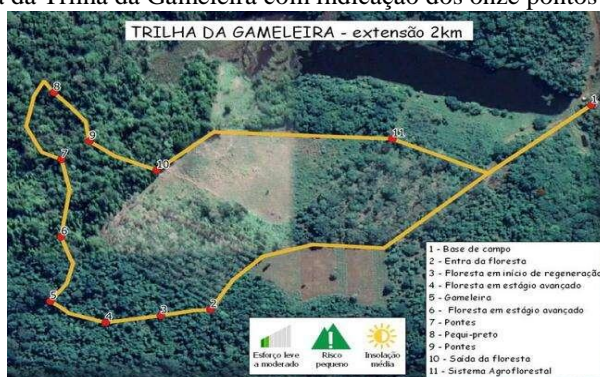 da Trilha da Gameleira com indicação dos onze pontos
TRILHA DA GAMELEIRA - extensão 2km
1
2
3
4
5
6
7
8
9
10
11
1 - Base de campo
2 - Entra da floresta
3 - Floresta em início de regeneração
4 - Floresta em estágio avançado
5 - Gameleira
6 - Floresta em estágio avançado
7 - Pontes
8 - Pequi-preto
9 - Pontes
10 - Saída da floresta
11 - Sistema Agroflorestal
Esforço leve
a moderado
Risco
pequeno
Insolação
média